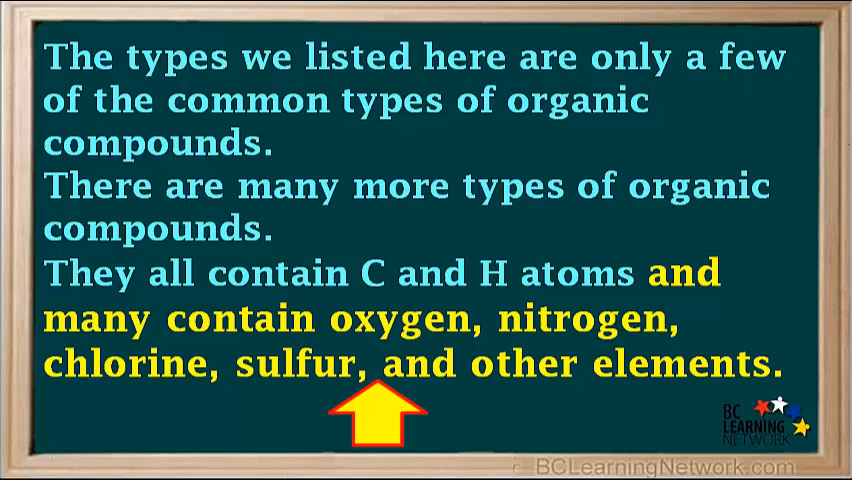 The types we listed here are only a few
of the common types of organic
compounds.
There are many more types of organic
compounds.
They all contain C and H atoms and
many contain oxygen, nitrogen,
chlorine, sulfur, and other elements.
BC
LEARNING
NETWORK
BCLearningNetwork.com